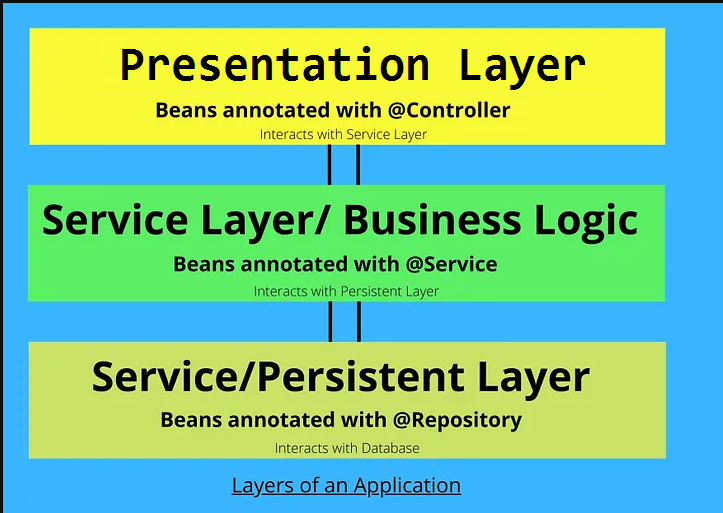 Presentation Layer
Beans annotated with @Controller
Interacts with Service Layer
Service Layer/ Business Logic
Beans annotated with @Service
Interacts with Persistent Layer
Service/Persistent Layer
Beans annotated with @Repository
Interacts with Database
Layers of an Application